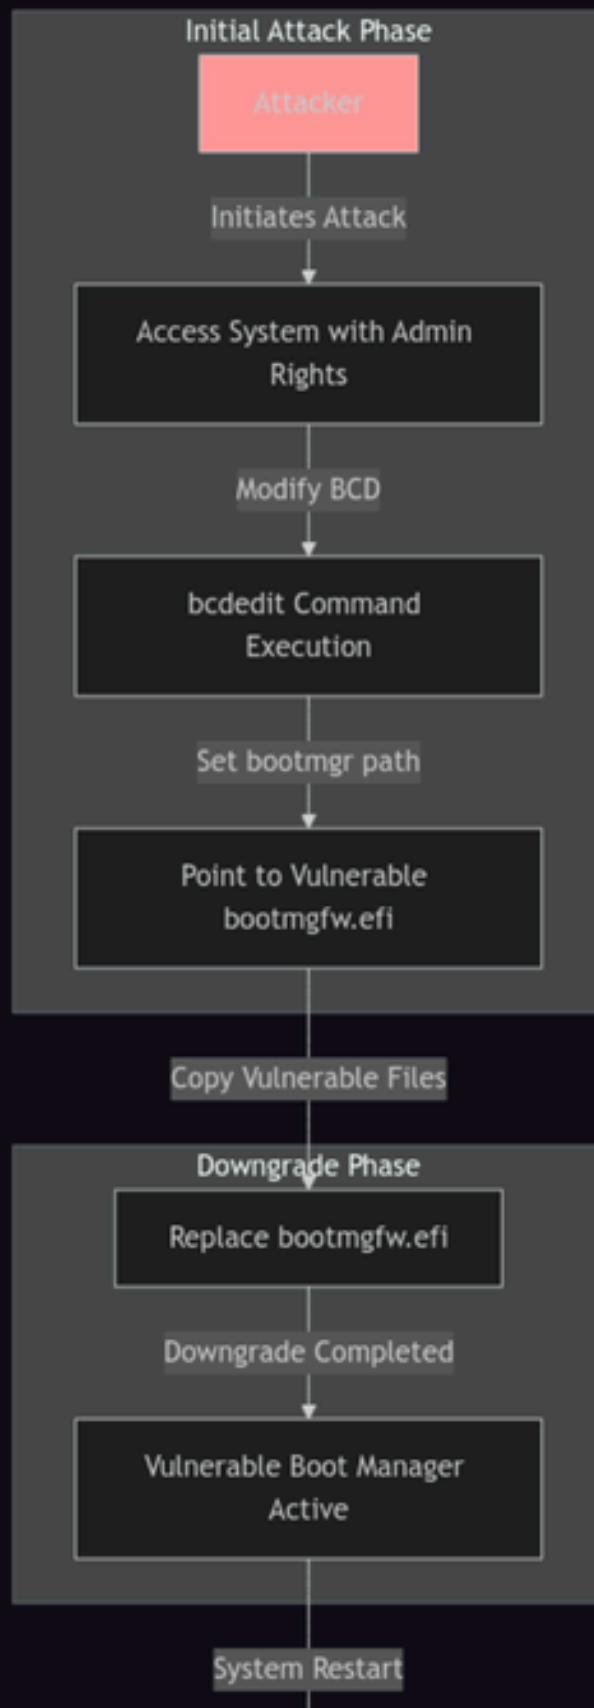 Initial Attack Phase
Attacker
Initiates Attack
Access System with Admin
Rights
Modify BCD
bcdedit Command
Execution
Set bootmgr path
Point to Vulnerable
bootmgfw.efi
Copy Vulnerable Files
Downgrade Phase
Replace bootmgfw.efi
Downgrade Completed
Vulnerable Boot Manager
Active
System Restart